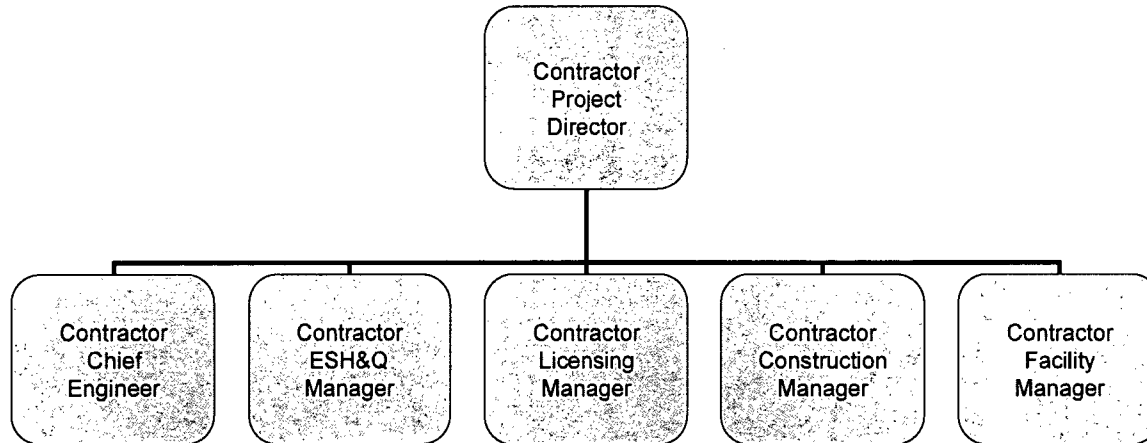 Contractor
Project
Director
Contractor
Chief
Engineer
Contractor
ESH&Q
Manager
Contractor
Licensing
Manager
Contractor
Construction
Manager
Contractor
Facility
Manager